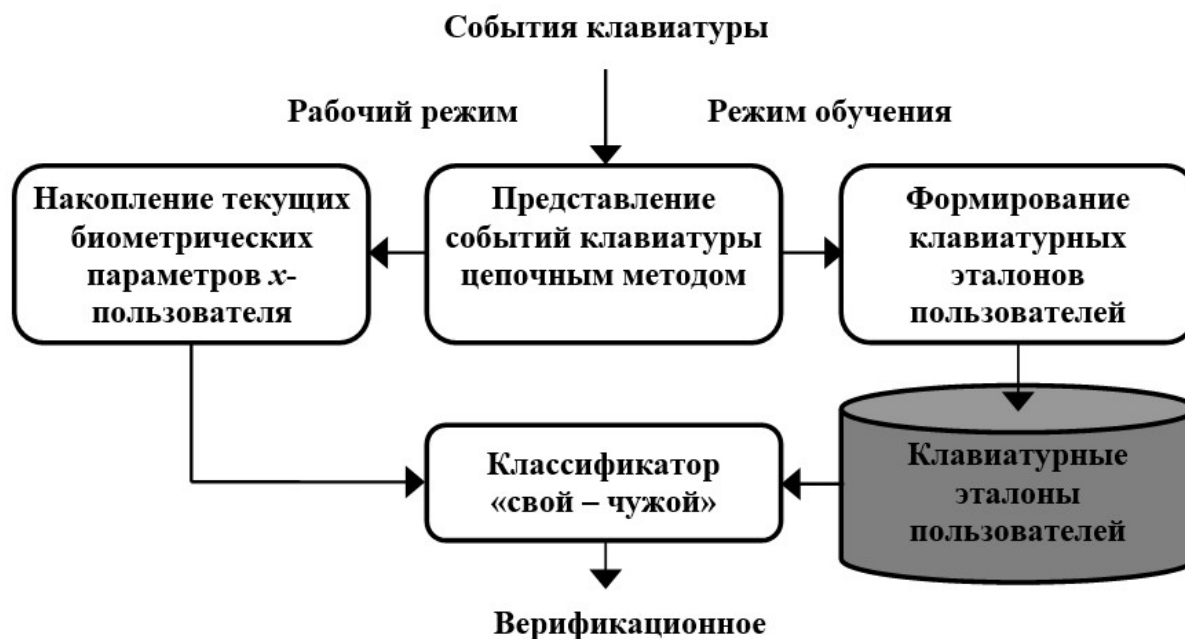 События клавиатуры
Рабочий режим
Режим обучения
Накопление текущих
биометрических
параметров x-
пользователя
Представление
событий клавиатуры
цепочным методом
Формирование
клавиатурных
эталонов
пользователей
Классификатор
«свой – чужой»
Клавиатурные
эталоны
пользователей
Верификационное